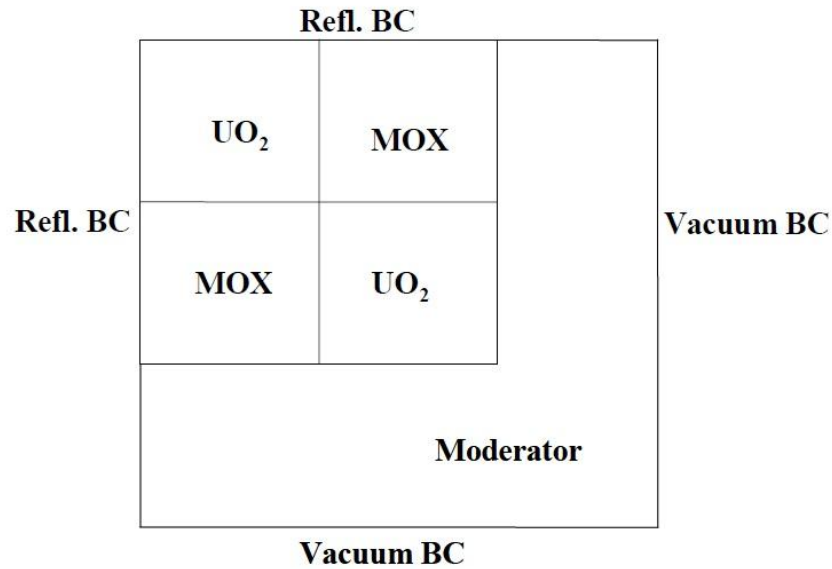 Refl. BC
UO₂
MOX
Refl. BC
Vacuum BC
MOX
UO₂
Moderator
Vacuum BC